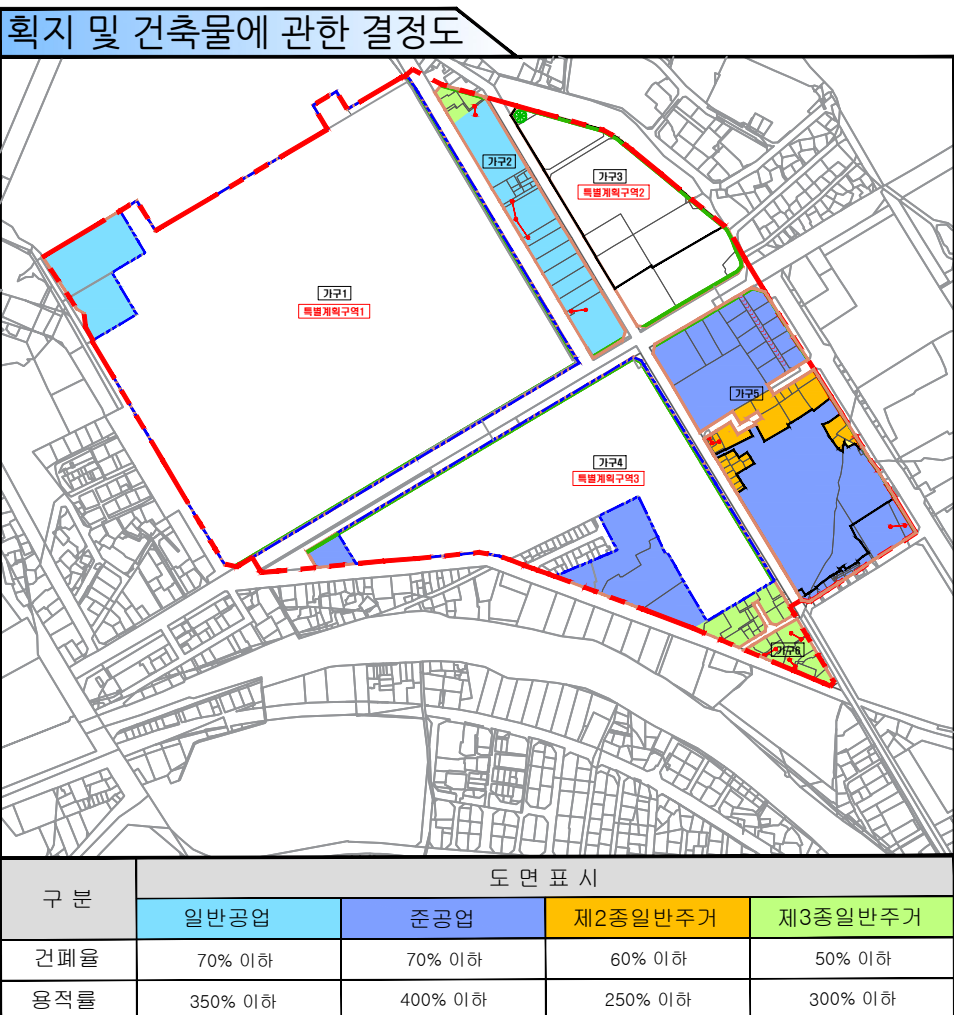 획지 및 건축물에 관한 결정도
가구2
가구3
특별계획구역2
가구1
특별계획구역1
가구5
가구4
특별계획구역3
가구6
구 분
도 면 표 시
일반공업 준공업 제2종일반주거 제3종일반주거
건폐율 70% 이하 70% 이하 60% 이하 50% 이하
용적률 350% 이하 400% 이하 250% 이하 300% 이하